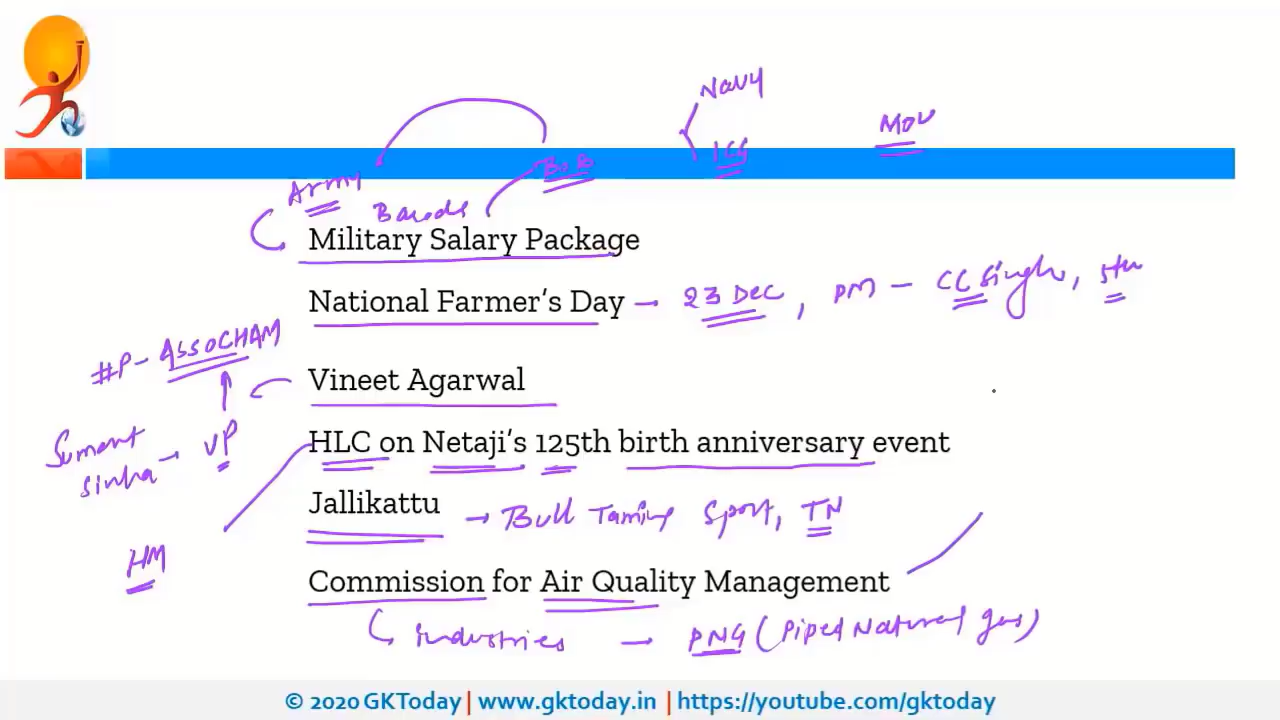 Navy
MOU
BoB
ICG
Army
Baroda
Military Salary Package
National Farmer's Day → 23 Dec, PM - CC Singh, 5th
#P - ASSOCHAM
Vineet Agarwal
Sumant Sinha → VP
HLC on Netaji's 125th birth anniversary event
Jallikattu → Bull Taming Sport, TN
HM
Commission for Air Quality Management
industries → PNG (Piped Natural gas)
© 2020 GKToday | www.gktoday.in | https://youtube.com/gktoday